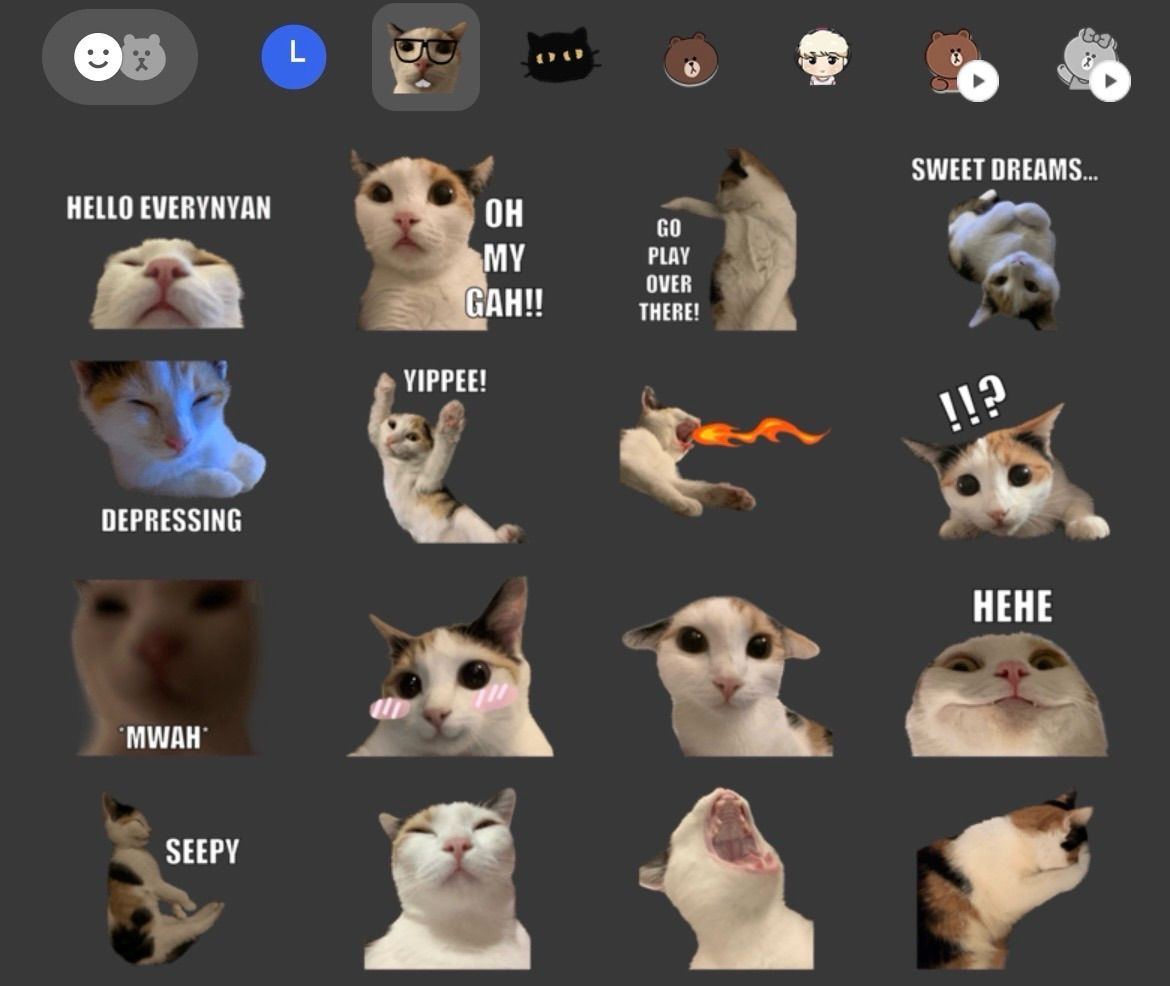 L
HELLO EVERYNYAN
OH
MY
GAH!!
GO
PLAY
OVER
THERE!
SWEET DREAMS...
DEPRESSING
YIPPEE!
!!?
*MWAH*
HEHE
SEEPY